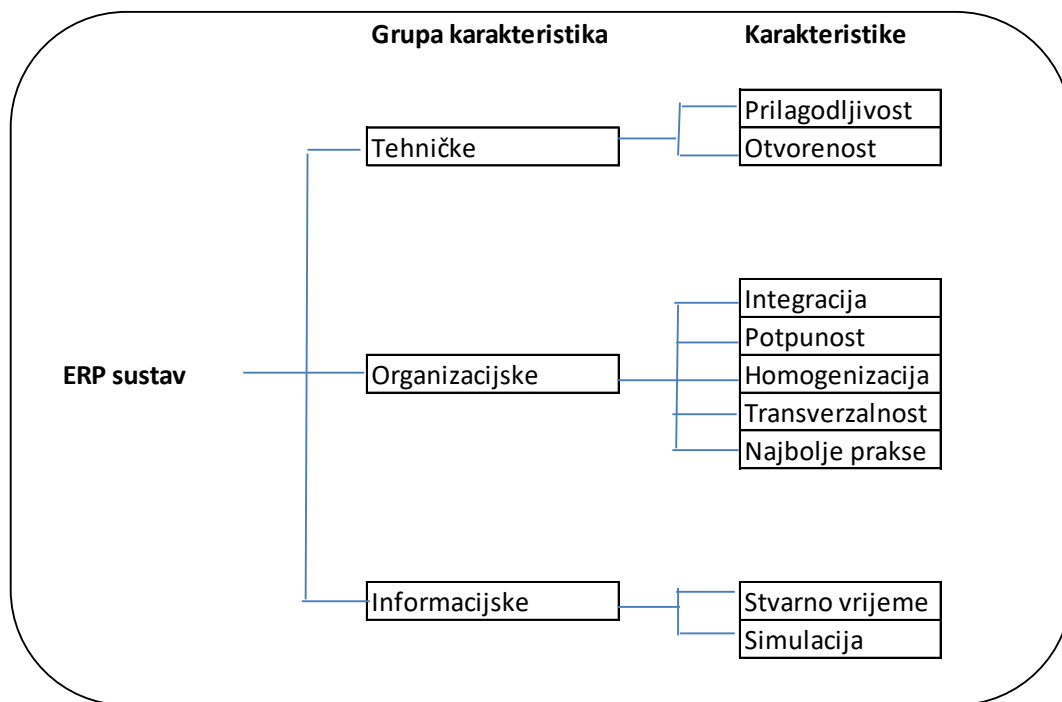 Grupa karakteristika
Karakteristike
Prilagodljivost
Tehničke
Otvorenost
Integracija
Potpunost
ERP sustav
Organizacijske
Homogenizacija
Transverzalnost
Najbolje prakse
Informacijske
Stvarno vrijeme
Simulacija